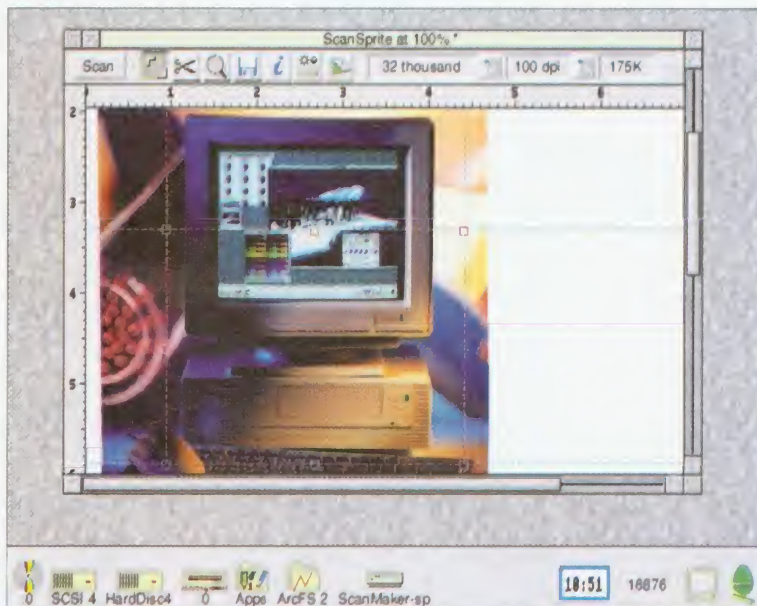 ScanSprite at 100% *
Scan i 32 thousand 100 dpi 175K
1 2 3 4 5 6
2
3
4
5
0 SCSI 4 HardDisc4 0 Apps ArcFS 2 ScanMaker-sp 10:51 16876